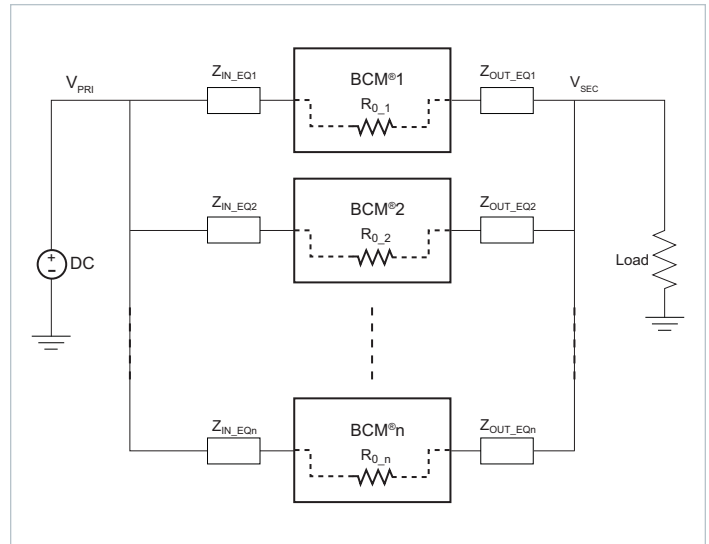 V_PRI
Z_IN_EQ1
BCM®1
R_0_1
Z_OUT_EQ1
V_SEC
Z_IN_EQ2
BCM®2
R_0_2
Z_OUT_EQ2
+
-
DC
Load
Z_IN_EQn
BCM®n
R_0_n
Z_OUT_EQn